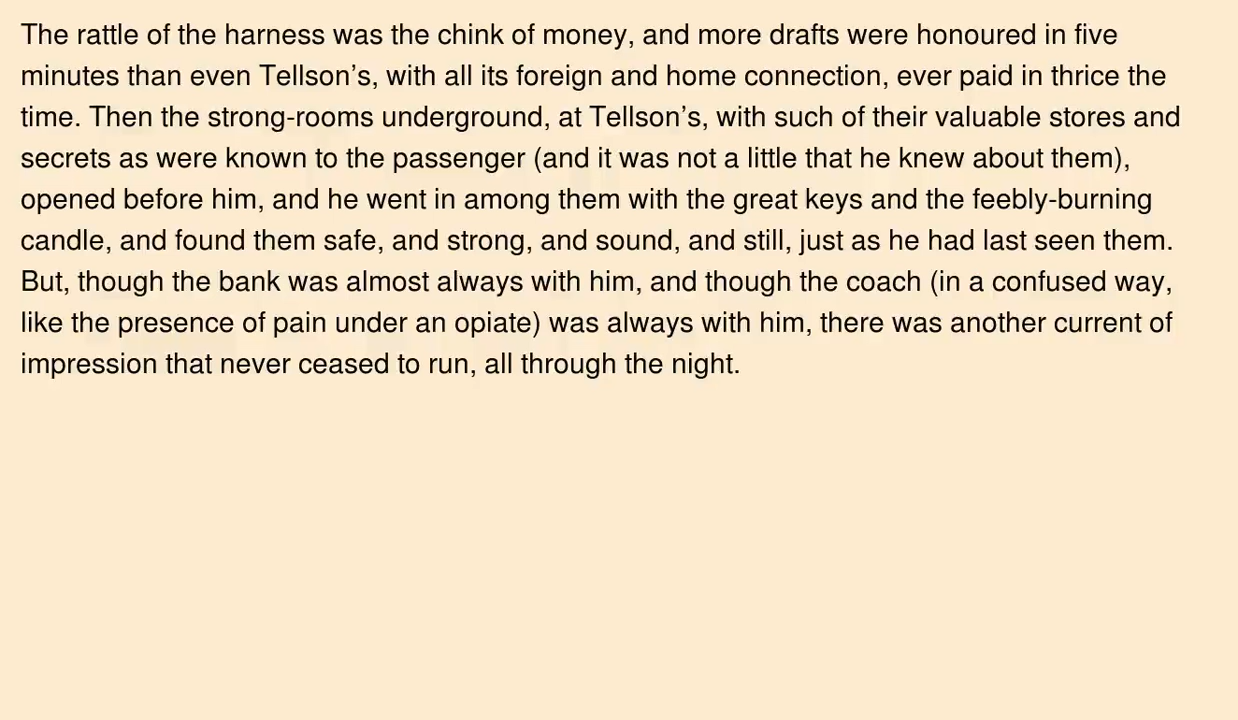 The rattle of the harness was the chink of money, and more drafts were honoured in five
minutes than even Tellson’s, with all its foreign and home connection, ever paid in thrice the
time. Then the strong-rooms underground, at Tellson’s, with such of their valuable stores and
secrets as were known to the passenger (and it was not a little that he knew about them),
opened before him, and he went in among them with the great keys and the feebly-burning
candle, and found them safe, and strong, and sound, and still, just as he had last seen them.
But, though the bank was almost always with him, and though the coach (in a confused way,
like the presence of pain under an opiate) was always with him, there was another current of
impression that never ceased to run, all through the night.